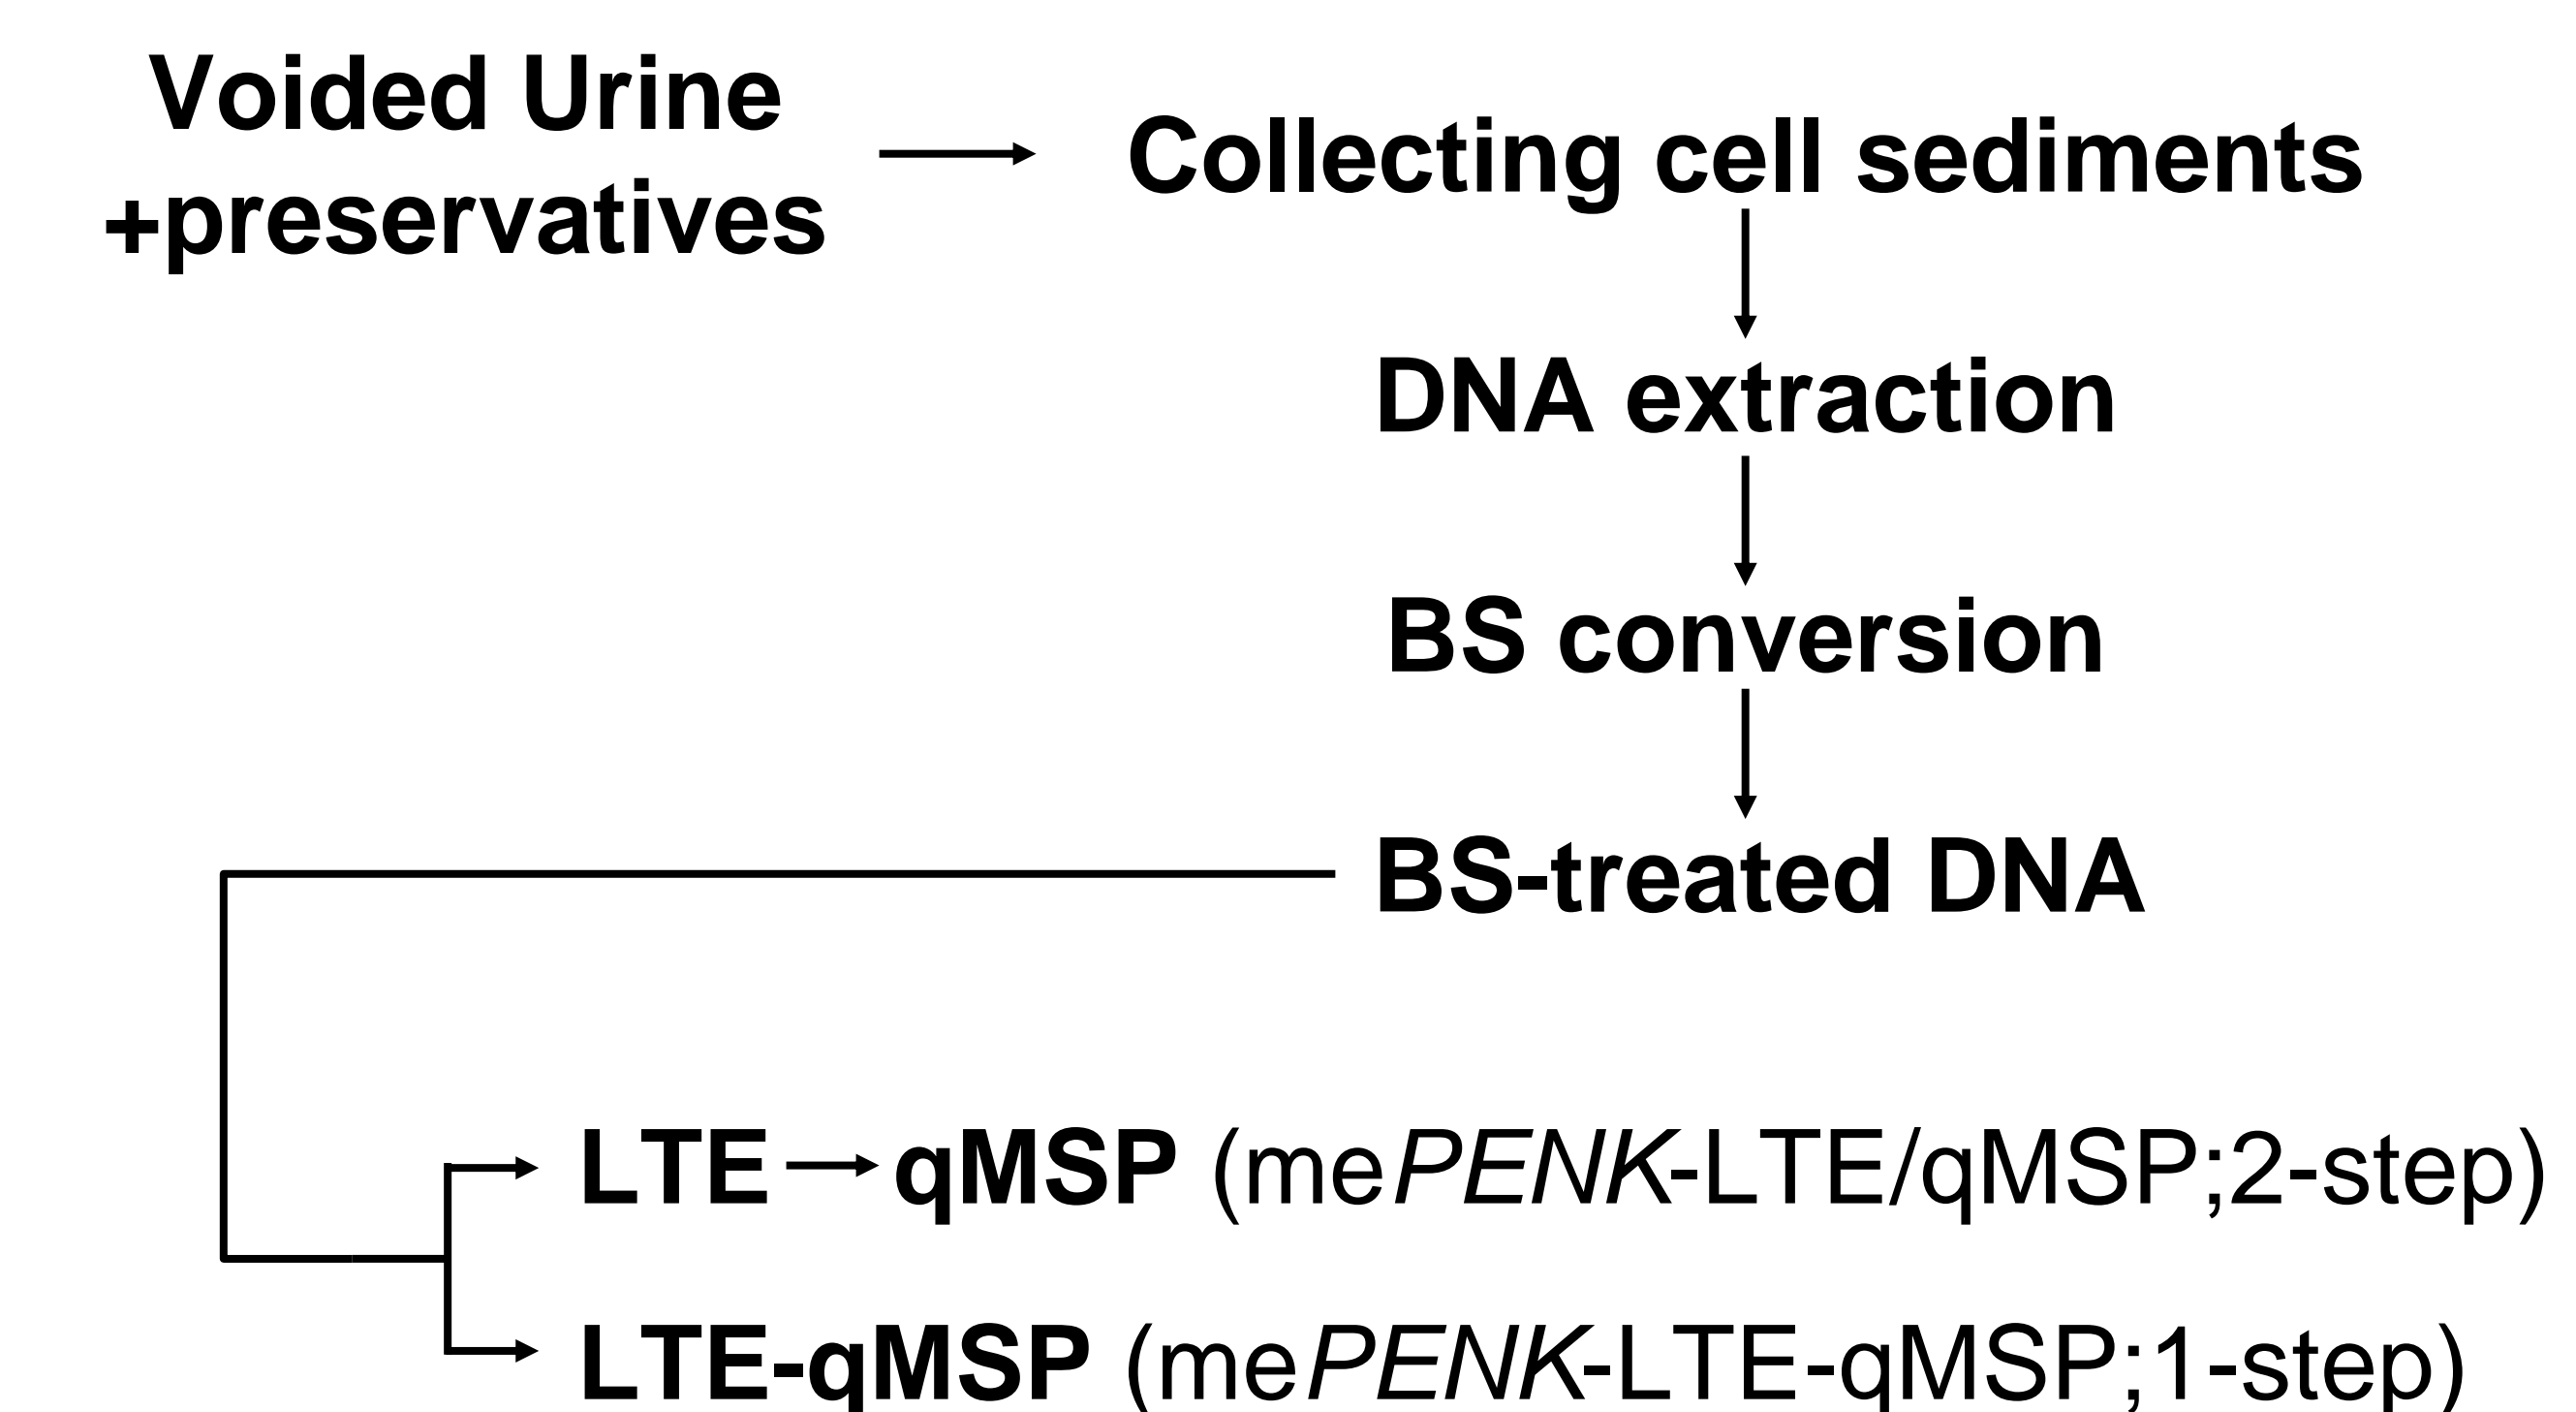 Voided Urine
+preservatives
Collecting cell sediments
DNA extraction
BS conversion
BS-treated DNA
LTE qMSP (mePENK-LTE/qMSP;2-step)
LTE-qMSP (mePENK-LTE-qMSP;1-step)